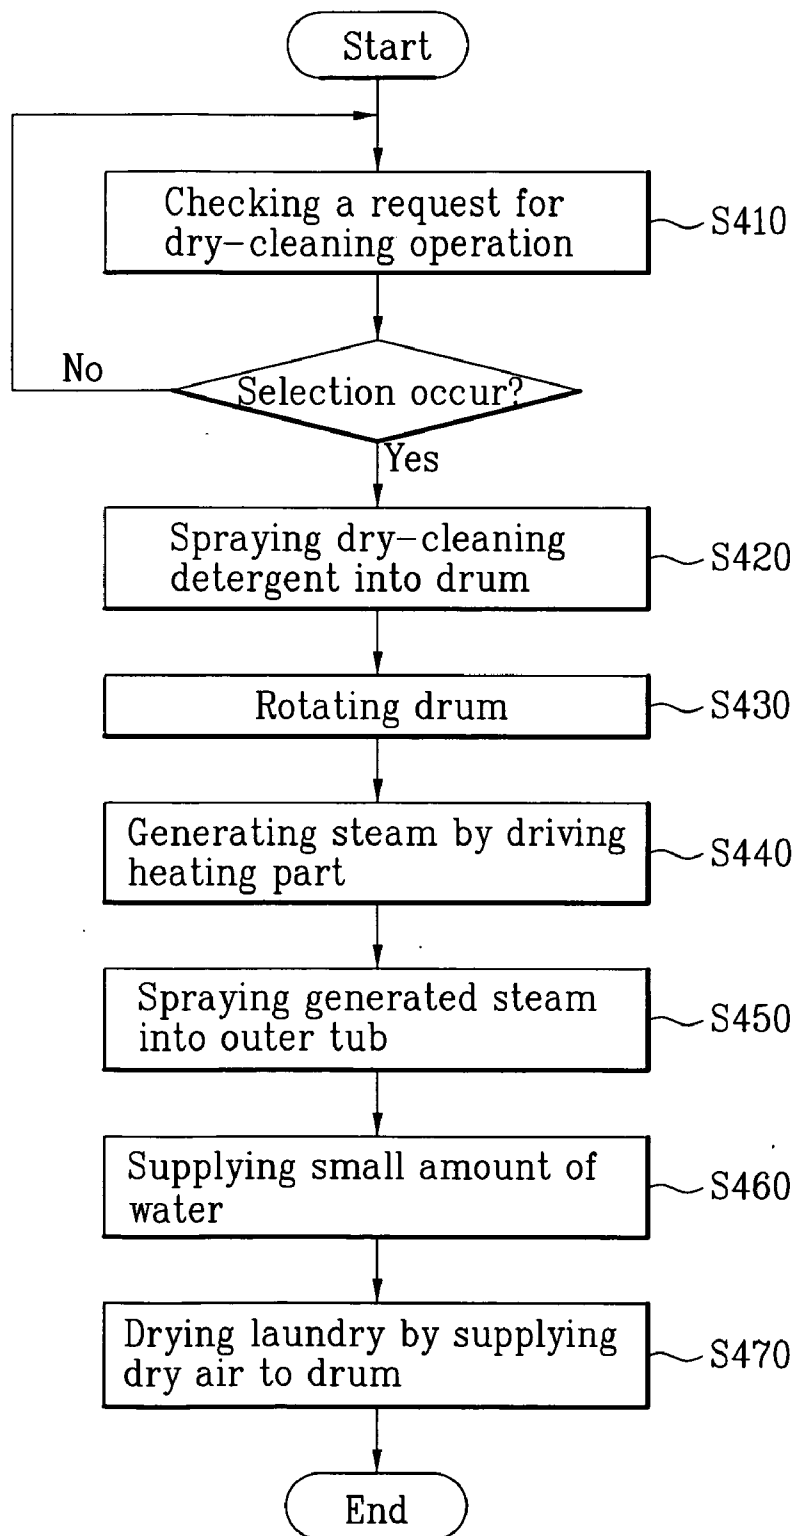 Start
Checking a request for
dry-cleaning operation
S410
No
Selection occur?
Yes
Spraying dry-cleaning
detergent into drum
S420
Rotating drum
S430
Generating steam by driving
heating part
S440
Spraying generated steam
into outer tub
S450
Supplying small amount of
water
S460
Drying laundry by supplying
dry air to drum
S470
End